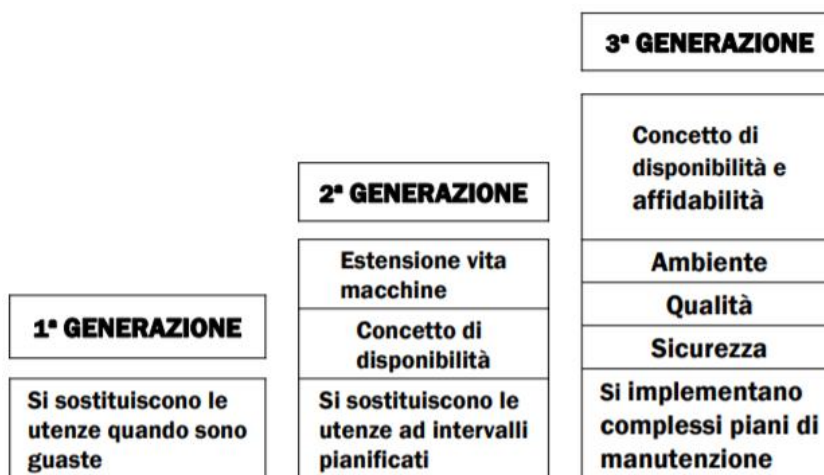 1ª GENERAZIONE
Si sostituiscono le
utenze quando sono
guaste
2ª GENERAZIONE
Estensione vita
macchine
Concetto di
disponibilità
Si sostituiscono le
utenze ad intervalli
pianificati
3ª GENERAZIONE
Concetto di
disponibilità e
affidabilità
Ambiente
Qualità
Sicurezza
Si implementano
complessi piani di
manutenzione